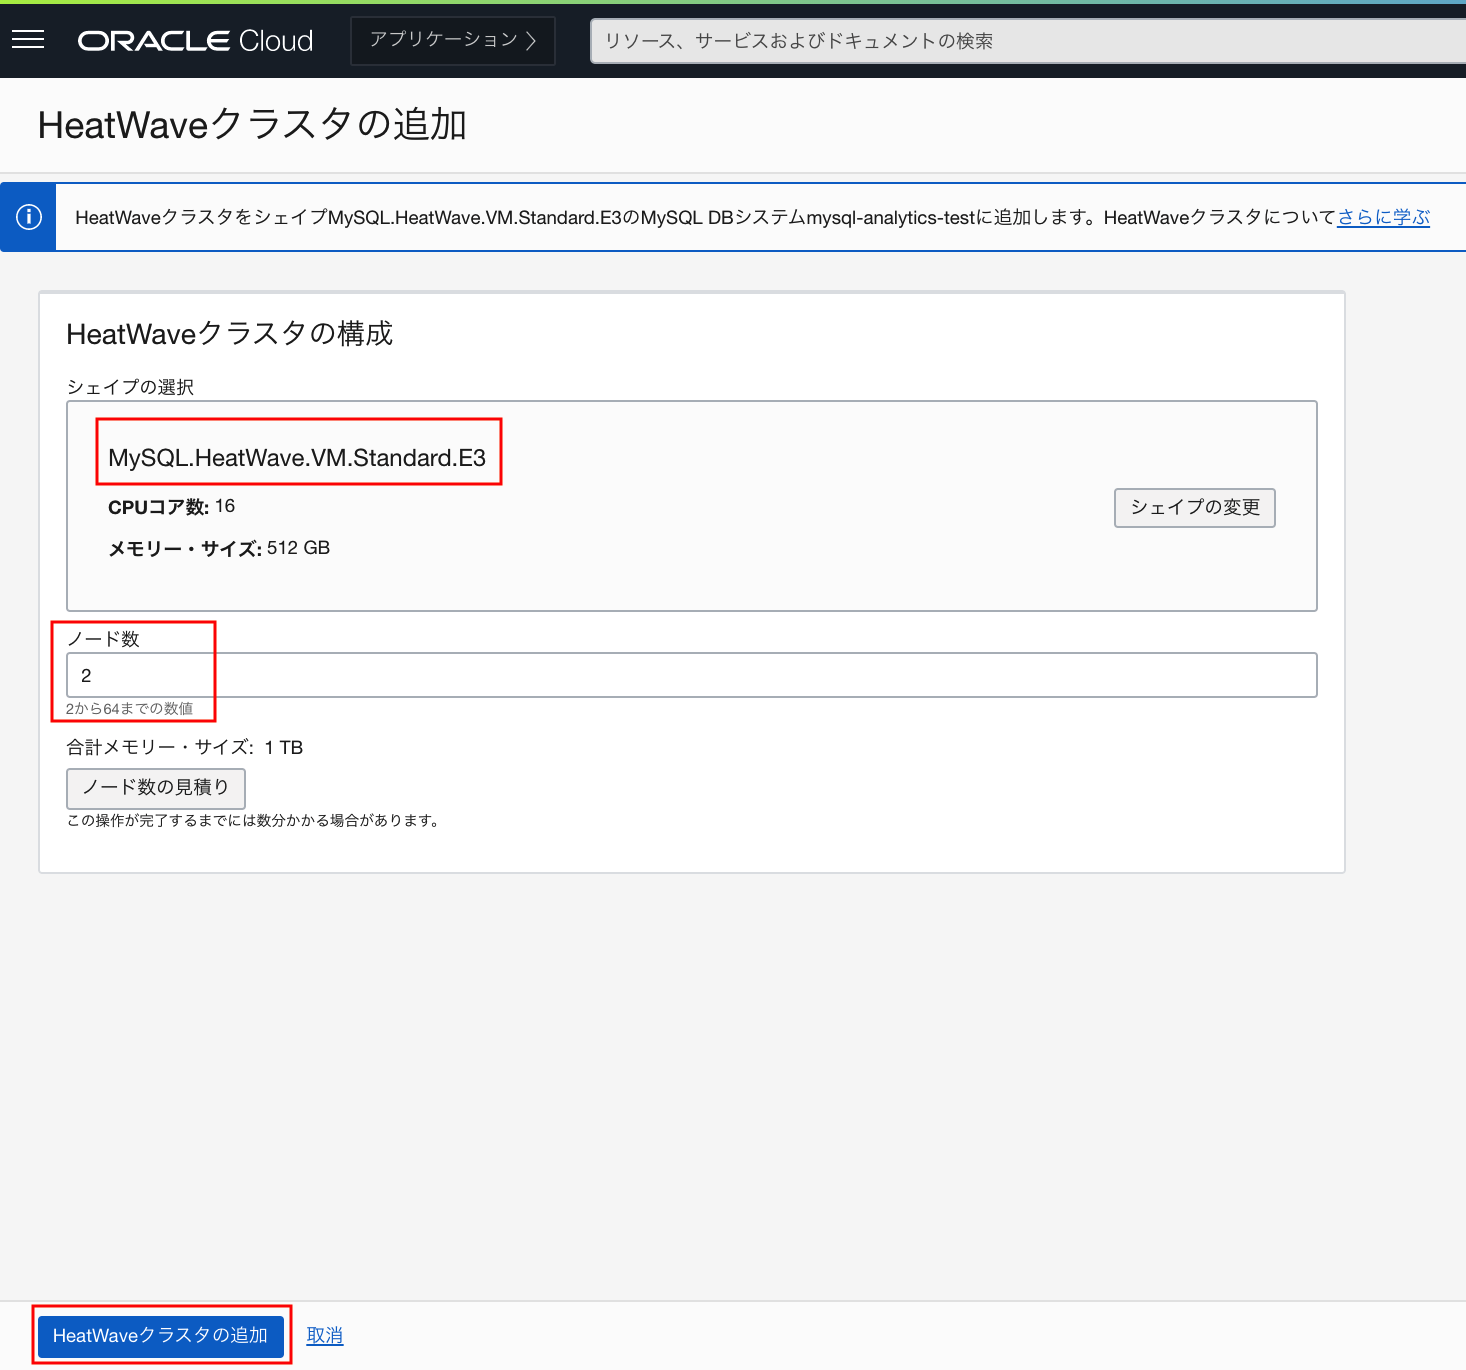 ORACLE Cloud
アプリケーション
リソース、サービスおよびドキュメントの検索
HeatWaveクラスタの追加
HeatWaveクラスタをシェイプMySQL.HeatWave.VM.Standard.E3のMySQL DBシステムmysql-analytics-testに追加します。HeatWaveクラスタについてさらに学ぶ
HeatWaveクラスタの構成
シェイプの選択
MySQL.HeatWave.VM.Standard.E3
CPUコア数: 16
シェイプの変更
メモリー・サイズ: 512 GB
ノード数
2
2から64までの数値
合計メモリー・サイズ: 1 TB
ノード数の見積り
この操作が完了するまでには数分かかる場合があります。
HeatWaveクラスタの追加
取消